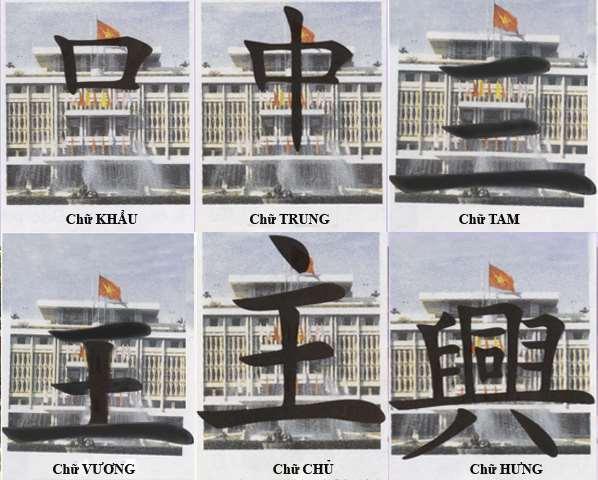 口
中
三
Chữ KHẨU
Chữ TRUNG
Chữ TAM
王
主
興
Chữ VƯƠNG
Chữ CHỦ
Chữ HƯNG